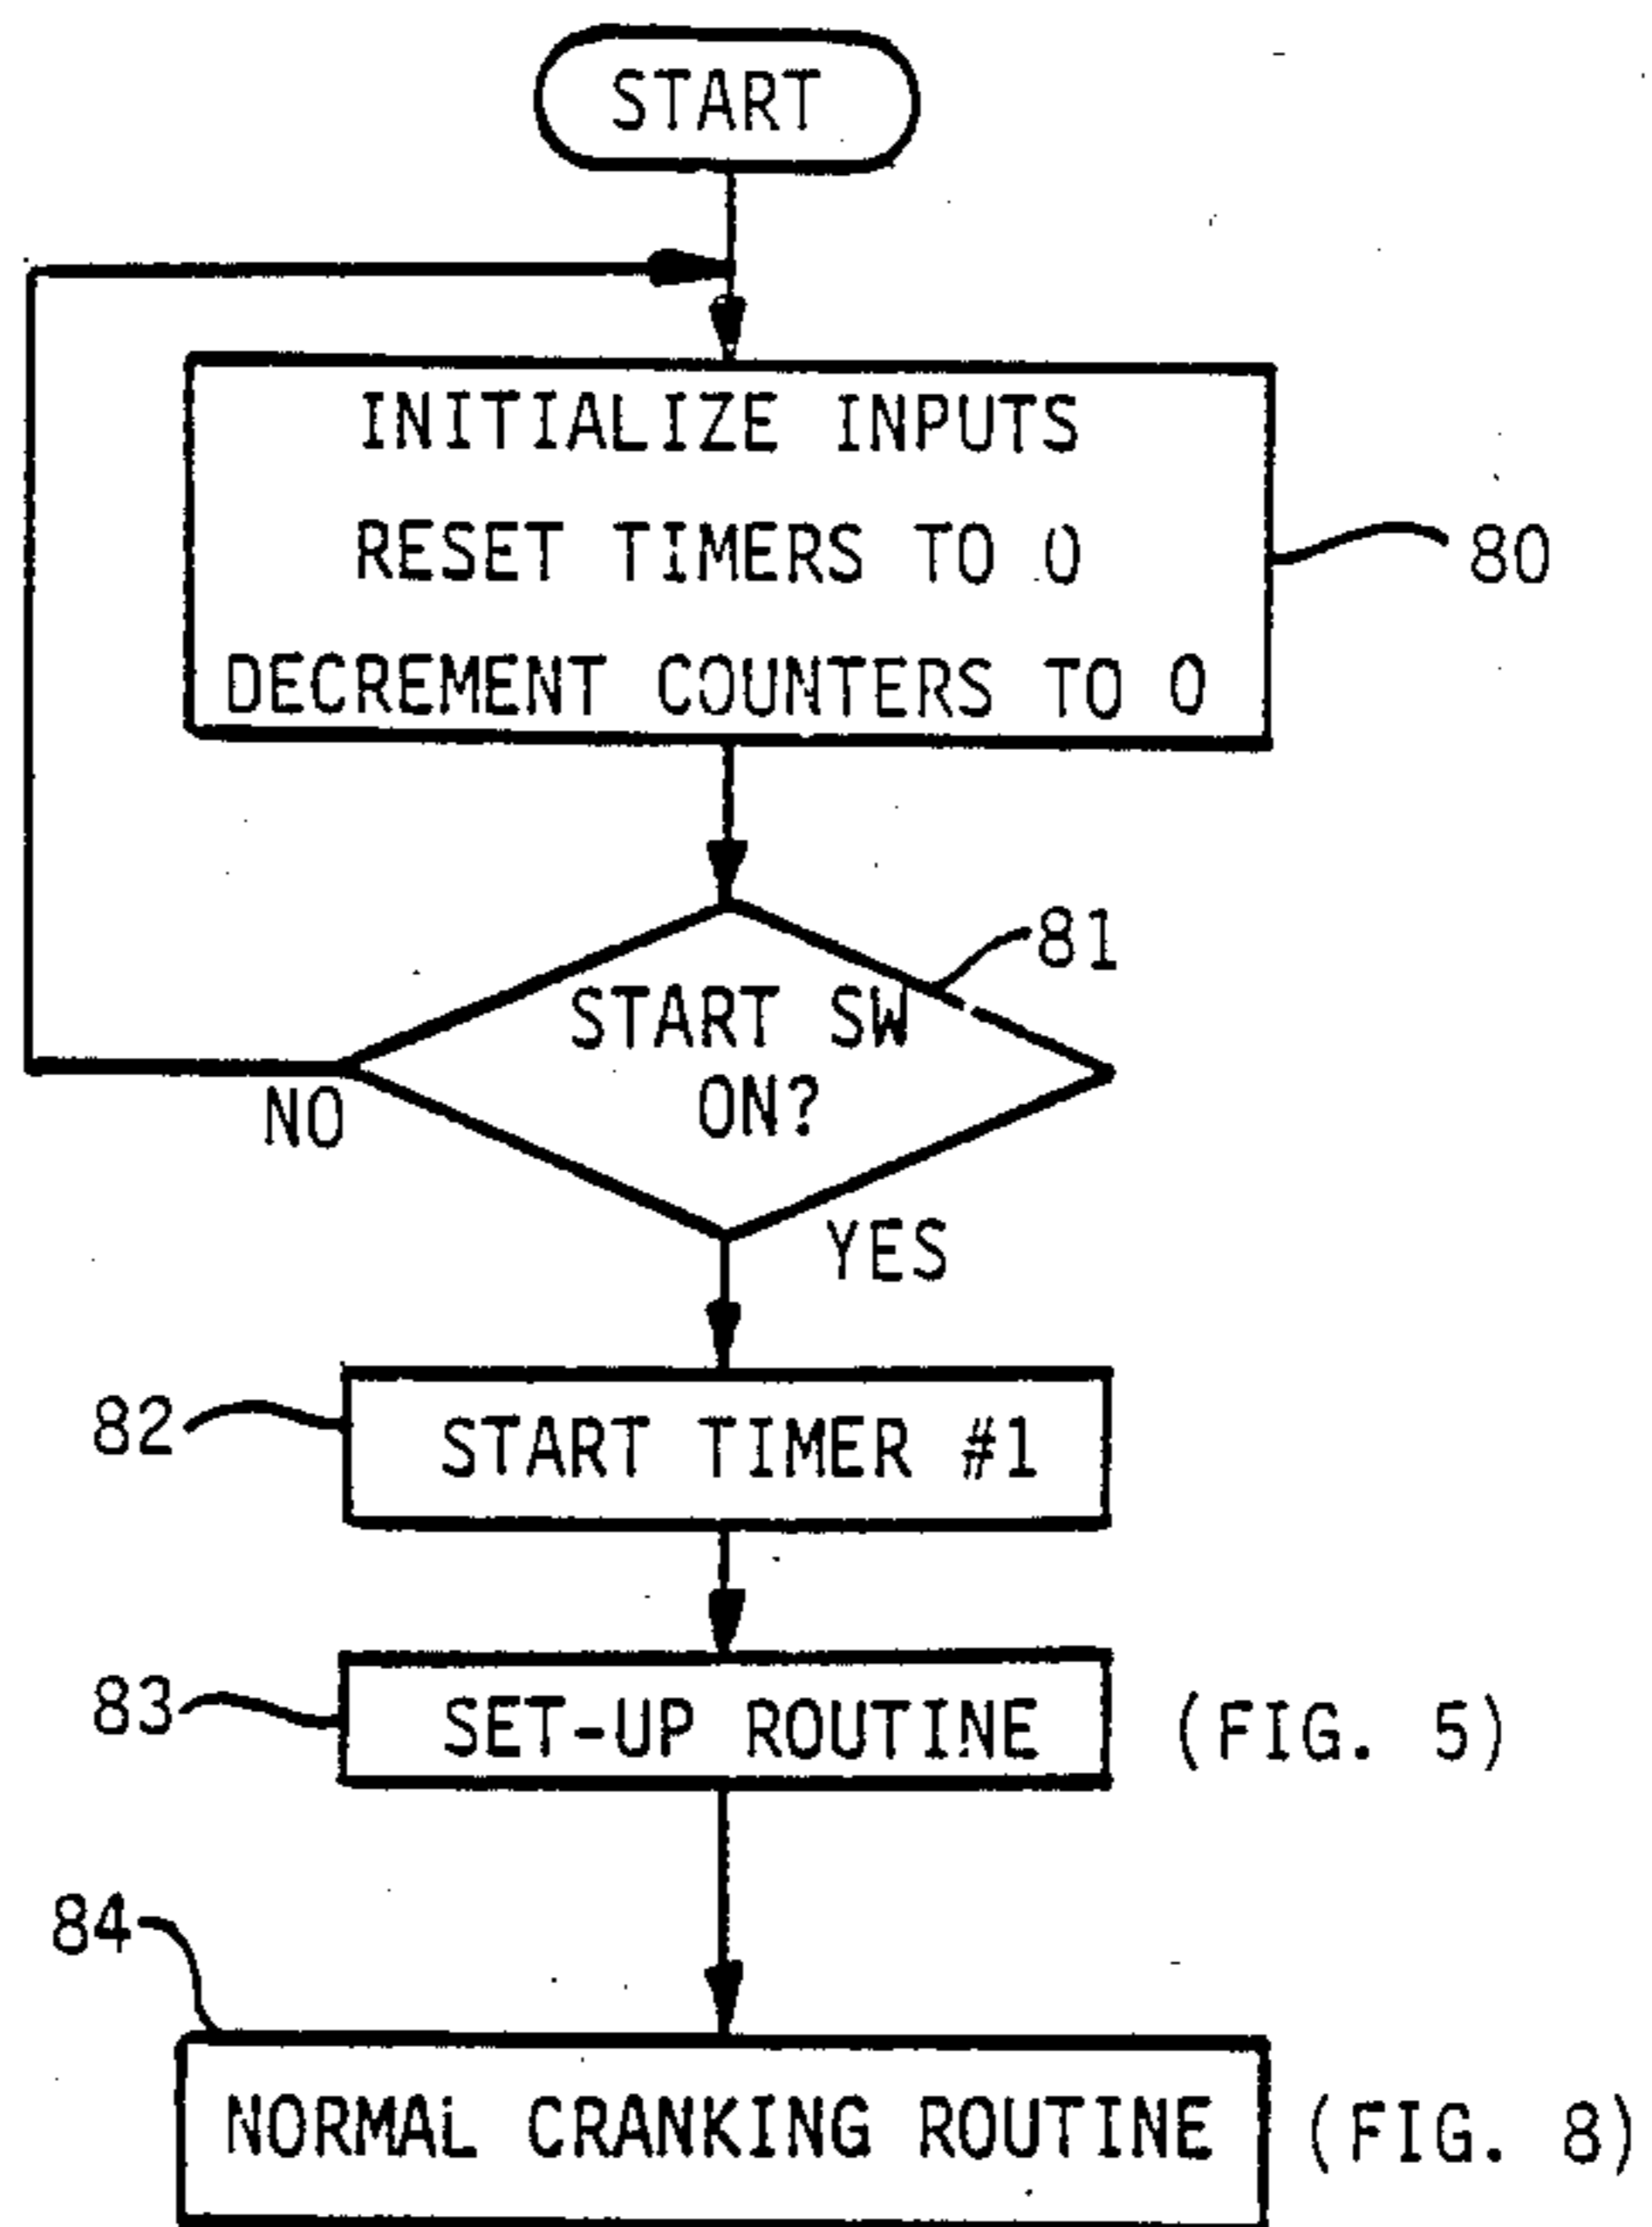 START
INITIALIZE INPUTS
RESET TIMERS TO 0
DECREMENT COUNTERS TO 0
80
81
START SW
ON?
NO
YES
82
START TIMER #1
83
SET-UP ROUTINE
(FIG. 5)
84
NORMAL CRANKING ROUTINE
(FIG. 8)